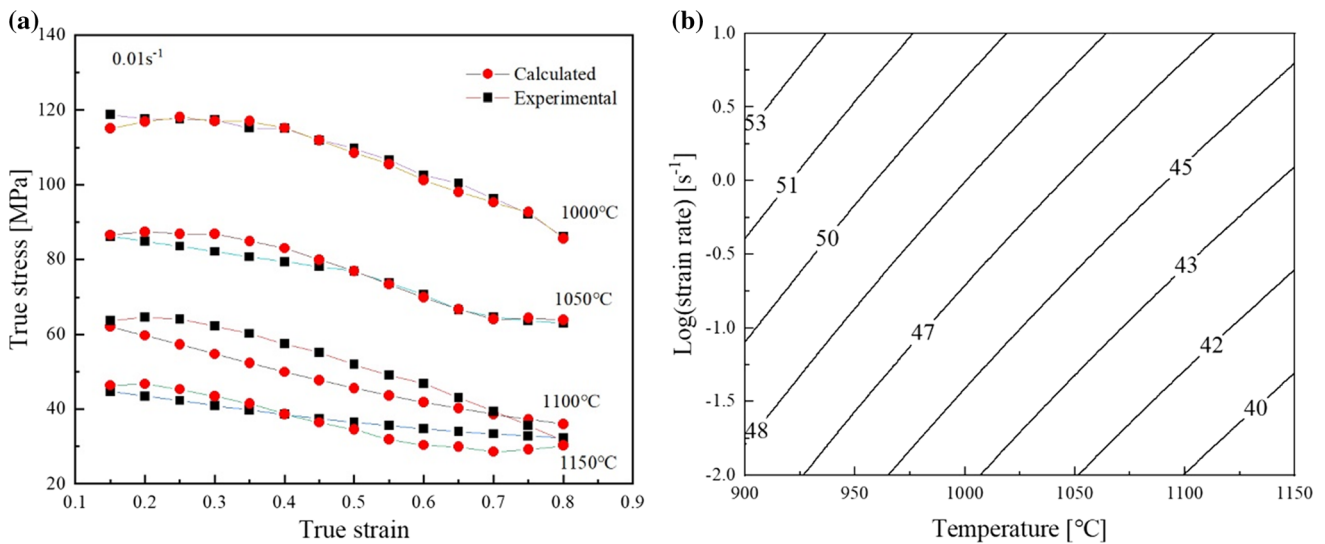 (a)
0.01s⁻¹
Calculated
Experimental
1000℃
1050℃
1100℃
1150℃
140
120
100
80
60
40
20
True stress [MPa]
0.1 0.2 0.3 0.4 0.5 0.6 0.7 0.8 0.9
True strain
(b)
1.0
0.5
0.0
-0.5
-1.0
-1.5
-2.0
Log(strain rate) [s⁻¹]
53
51
50
48
47
45
43
42
40
900 950 1000 1050 1100 1150
Temperature [℃]